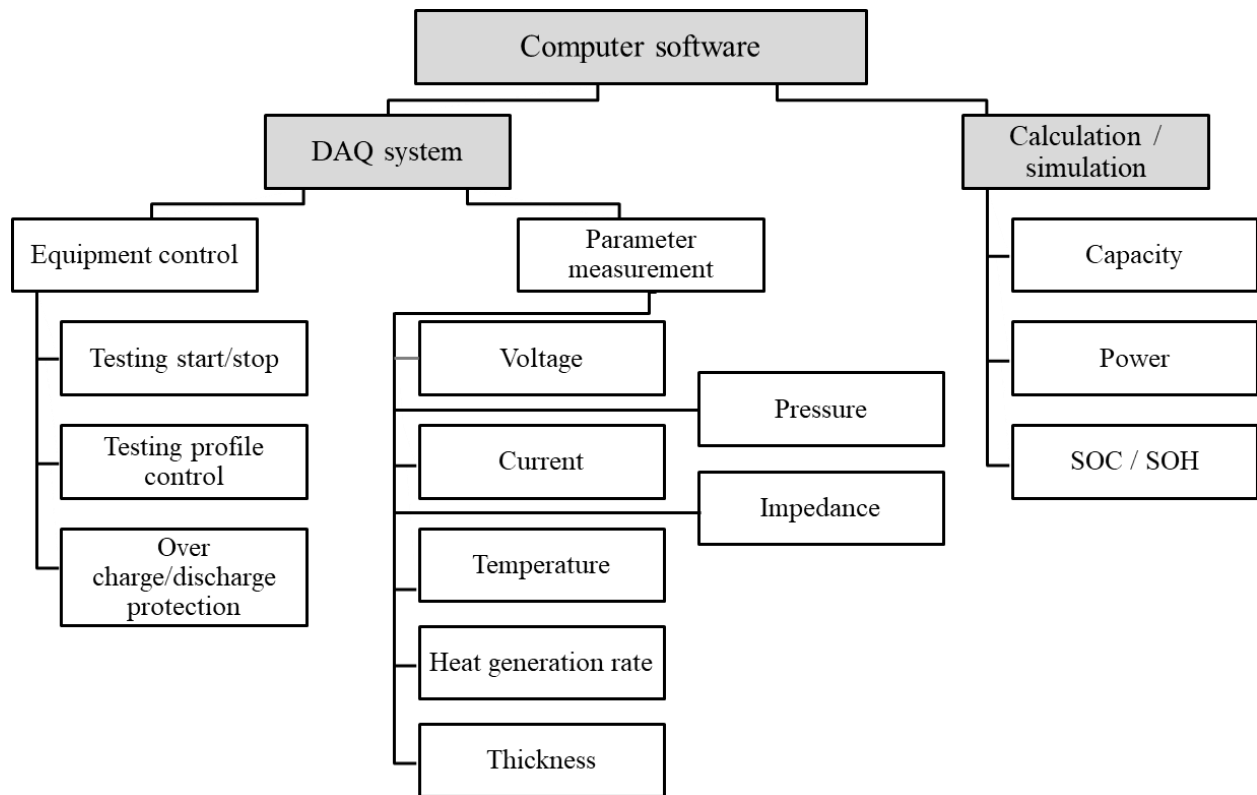 Computer software
DAQ system
Calculation /
simulation
Equipment control
Parameter
measurement
Capacity
Testing start/stop
Voltage
Power
Pressure
Testing profile
control
Current
SOC / SOH
Impedance
Over
charge/discharge
protection
Temperature
Heat generation rate
Thickness